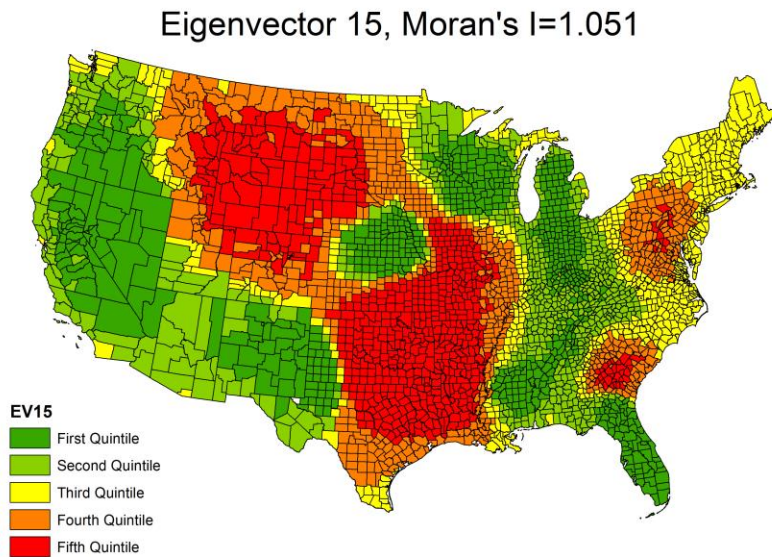 Eigenvector 15, Moran's I=1.051
EV15
First Quintile
Second Quintile
Third Quintile
Fourth Quintile
Fifth Quintile